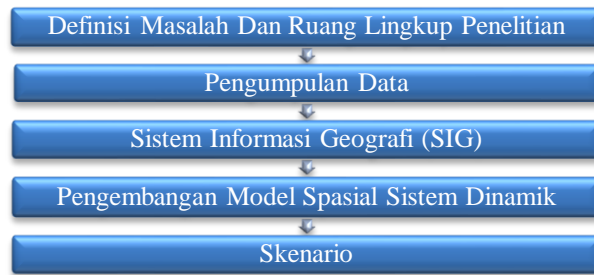 Definisi Masalah Dan Ruang Lingkup Penelitian
Pengumpulan Data
Sistem Informasi Geografi (SIG)
Pengembangan Model Spasial Sistem Dinamik
Skenario